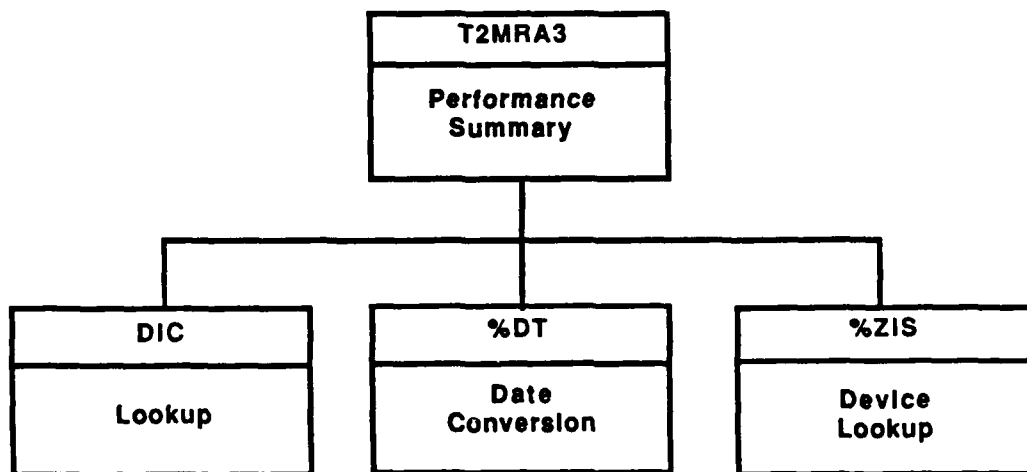 T2MRA3
Performance
Summary
DIC
Lookup
%DT
Date
Conversion
%ZIS
Device
Lookup